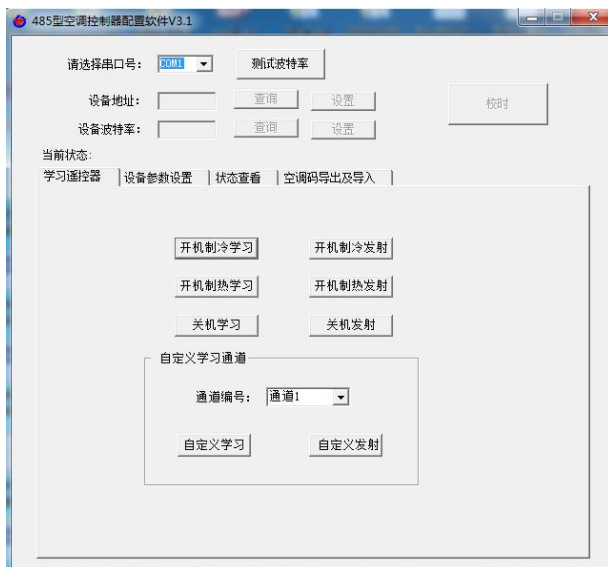 485型空调控制器配置软件V3.1
请选择串口号： COM1 测试波特率
设备地址： 查询 设置 校时
设备波特率： 查询 设置
当前状态:
学习遥控器 设备参数设置 状态查看 空调码导出及导入
开机制冷学习 开机制冷发射
开机制热学习 开机制热发射
关机学习 关机发射
自定义学习通道
通道编号： 通道1
自定义学习 自定义发射